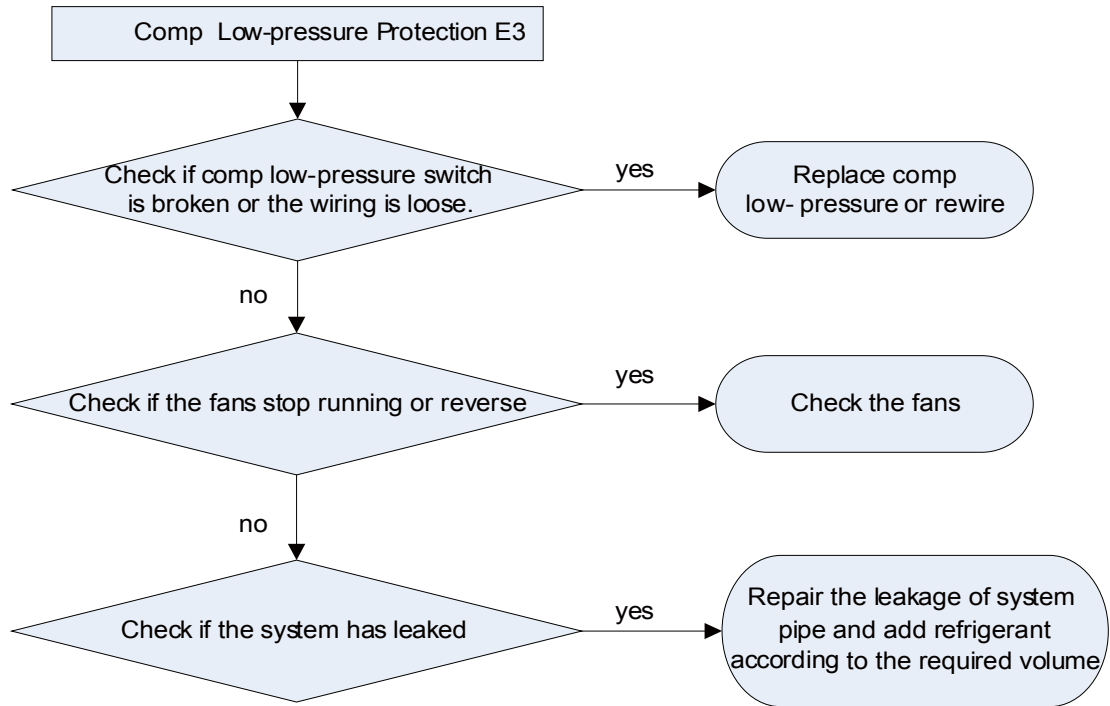 Comp Low-pressure Protection E3
Check if comp low-pressure switch
is broken or the wiring is loose.
yes
Replace comp
low- pressure or rewire
no
Check if the fans stop running or reverse
yes
Check the fans
no
Check if the system has leaked
yes
Repair the leakage of system
pipe and add refrigerant
according to the required volume